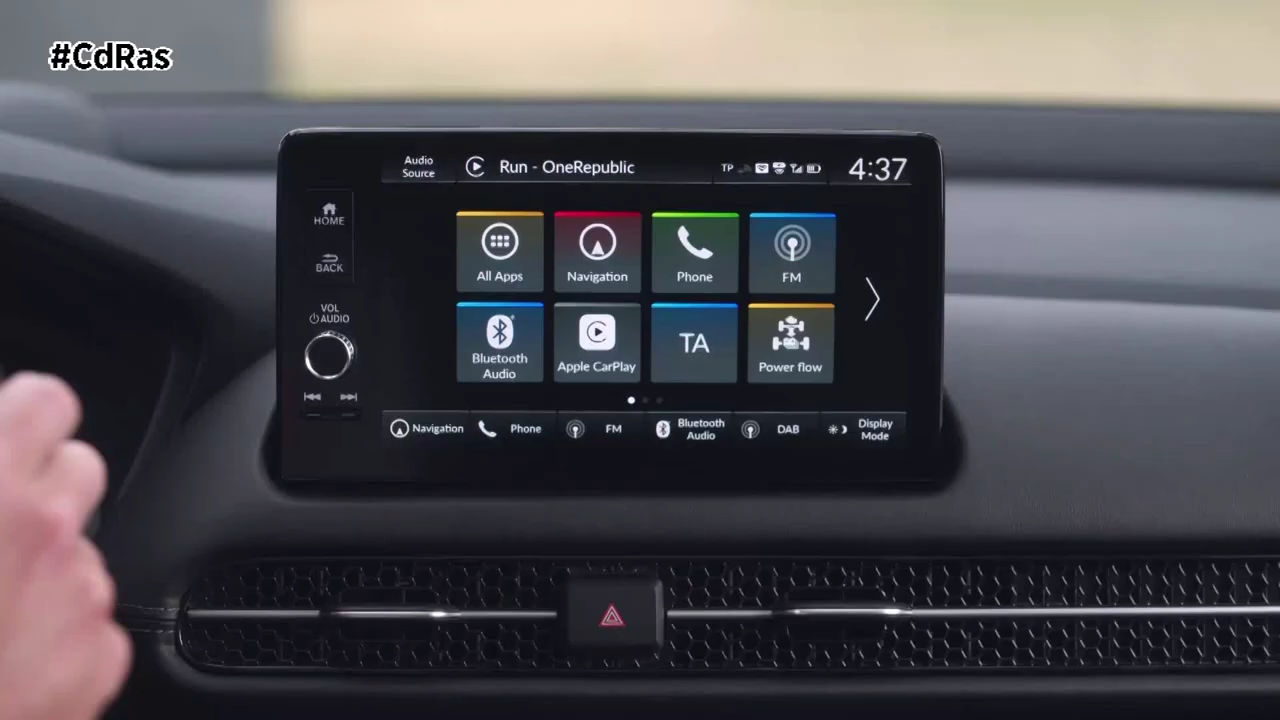 #CdRas
Audio
Source
Run - OneRepublic
TP
4:37
HOME
BACK
VOL
AUDIO
All Apps
Navigation
Phone
FM
Bluetooth
Audio
Apple CarPlay
TA
Power flow
Navigation
Phone
FM
Bluetooth
Audio
DAB
Display
Mode